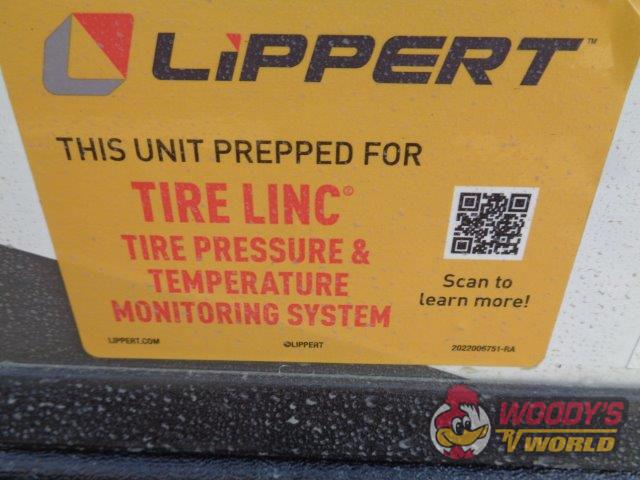 LiPPERT™
THIS UNIT PREPPED FOR
TIRE LINC®
TIRE PRESSURE &
TEMPERATURE
MONITORING SYSTEM
Scan to
learn more!
LIPPERT.COM
LIPPERT
2022006751-RA
WOODY'S
RV WORLD